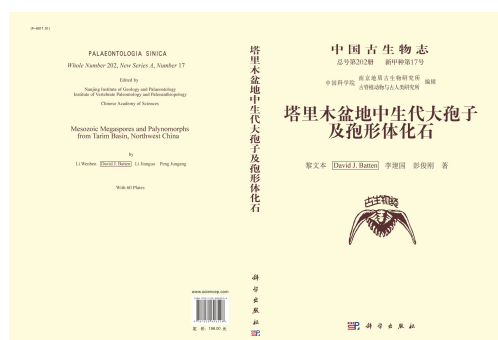 (P-4897.01)
PALAEONTOLOGIA SINICA
Whole Number 202, New Series A, Number 17
Edited by
Nanjing Institute of Geology and Palaeontology
Institute of Vertebrate Paleontology and Paleoanthropology
Chinese Academy of Sciences
Mesozoic Megaspores and Palynomorphs
from Tarim Basin, Northwest China
by
Li Wenben David J. Batten Li Jianguo Peng Jungang
With 60 Plates
www.sciencep.com
定 价：198.00 元
塔里木盆地中生代大孢子及孢形体化石
科学出版社
中国古生物志
总号第202册 新甲种第17号
中国科学院 南京地质古生物研究所 古脊椎动物与古人类研究所 编辑
塔里木盆地中生代大孢子
及孢形体化石
黎文本 David J. Batten 李建国 彭俊刚 著
古生物志
科学出版社